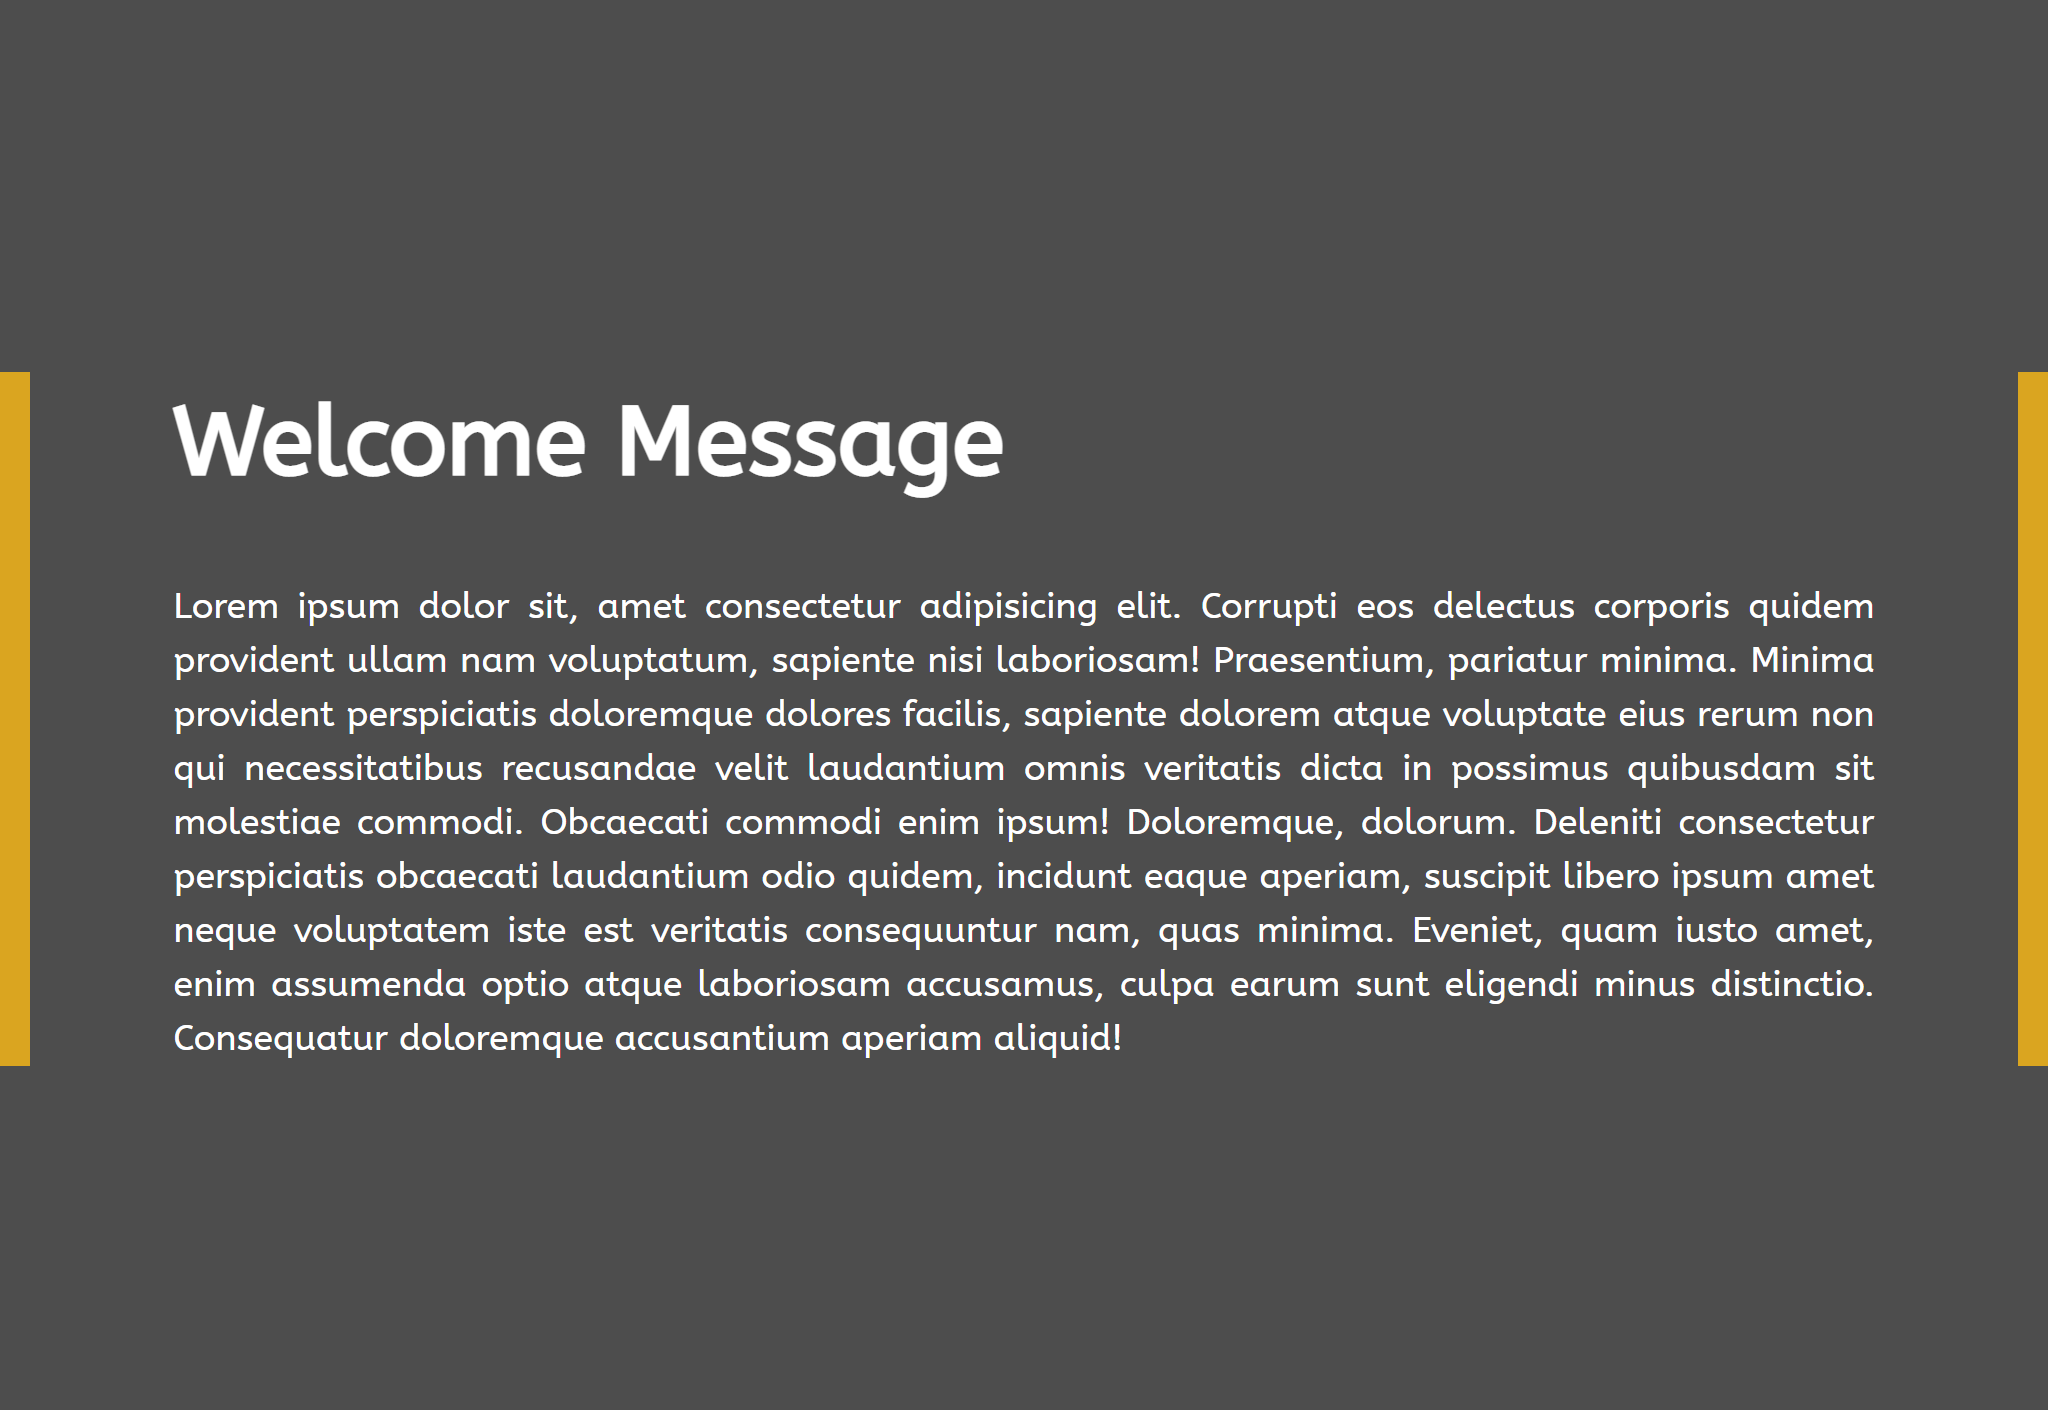 Welcome Message
Lorem ipsum dolor sit, amet consectetur adipisicing elit. Corrupti eos delectus corporis quidem
provident ullam nam voluptatum, sapiente nisi laboriosam! Praesentium, pariatur minima. Minima
provident perspiciatis doloremque dolores facilis, sapiente dolorem atque voluptate eius rerum non
qui necessitatibus recusandae velit laudantium omnis veritatis dicta in possimus quibusdam sit
molestiae commodi. Obcaecati commodi enim ipsum! Doloremque, dolorum. Deleniti consectetur
perspiciatis obcaecati laudantium odio quidem, incidunt eaque aperiam, suscipit libero ipsum amet
neque voluptatem iste est veritatis consequuntur nam, quas minima. Eveniet, quam iusto amet,
enim assumenda optio atque laboriosam accusamus, culpa earum sunt eligendi minus distinctio.
Consequatur doloremque accusantium aperiam aliquid!